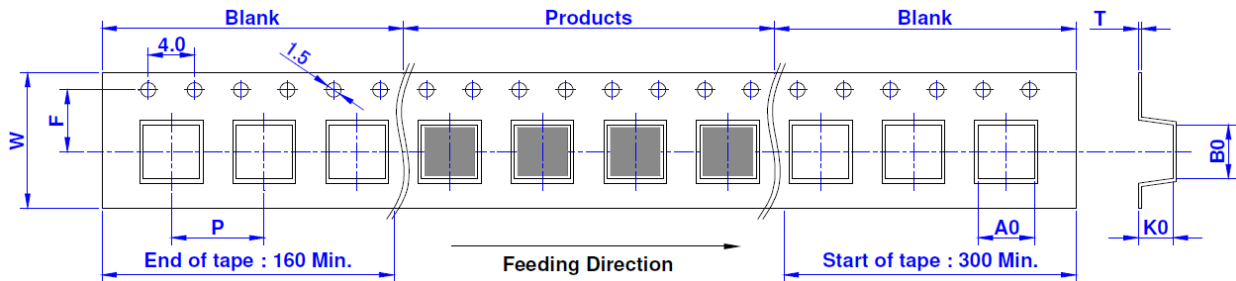 Blank
Products
Blank
T
4.0
1.5
F
W
B0
P
A0
K0
End of tape : 160 Min.
Feeding Direction
Start of tape : 300 Min.